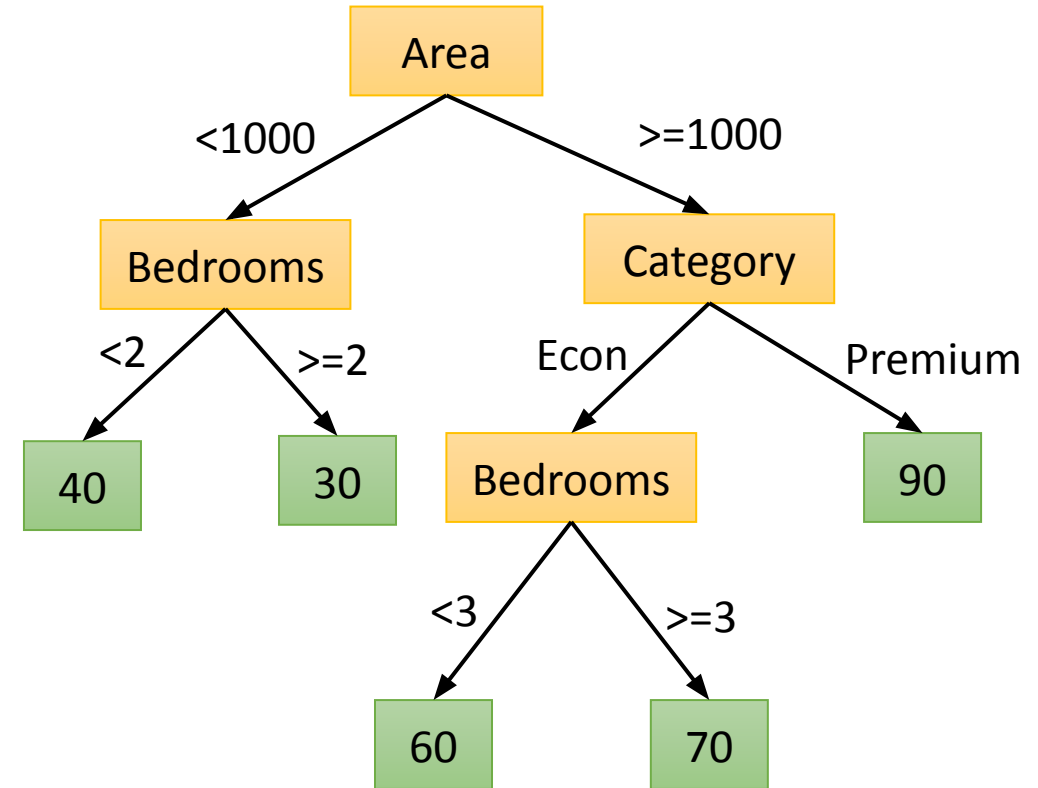 Area
<1000
>=1000
Bedrooms
Category
<2
>=2
Econ
Premium
40
30
Bedrooms
90
<3
>=3
60
70